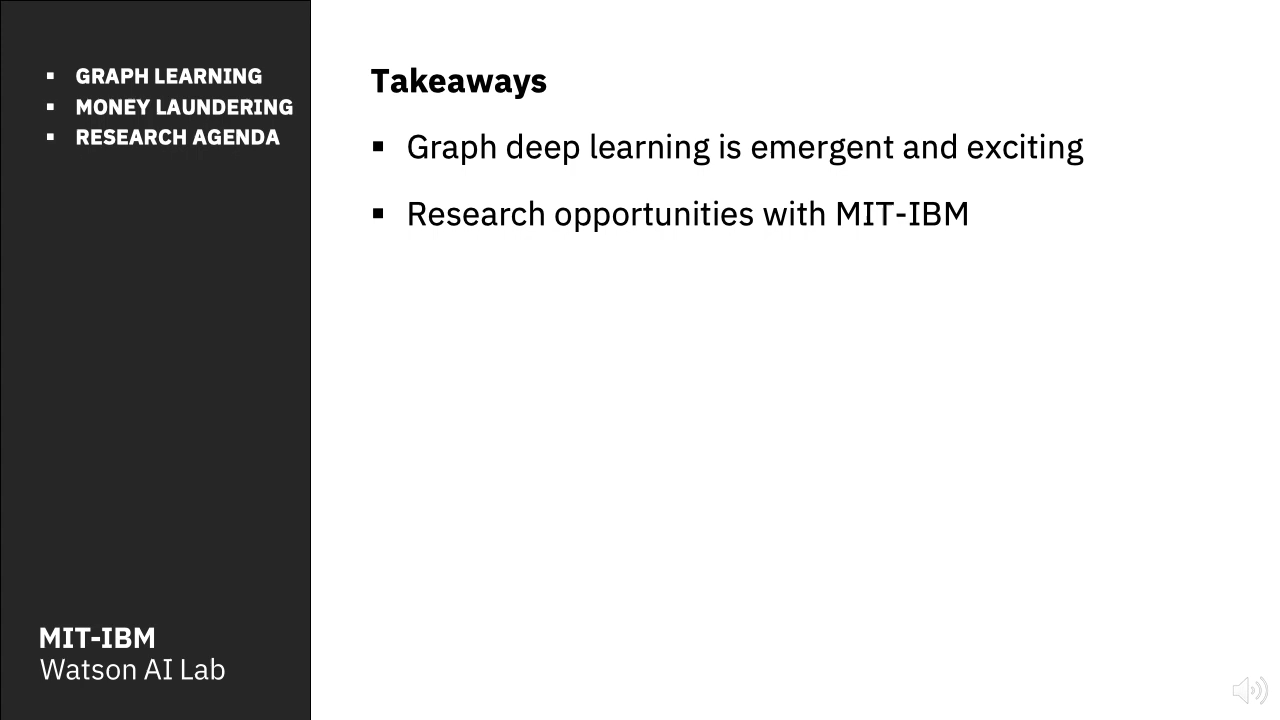 GRAPH LEARNING
MONEY LAUNDERING
RESEARCH AGENDA
MIT-IBM
Watson AI Lab
Takeaways
Graph deep learning is emergent and exciting
Research opportunities with MIT-IBM